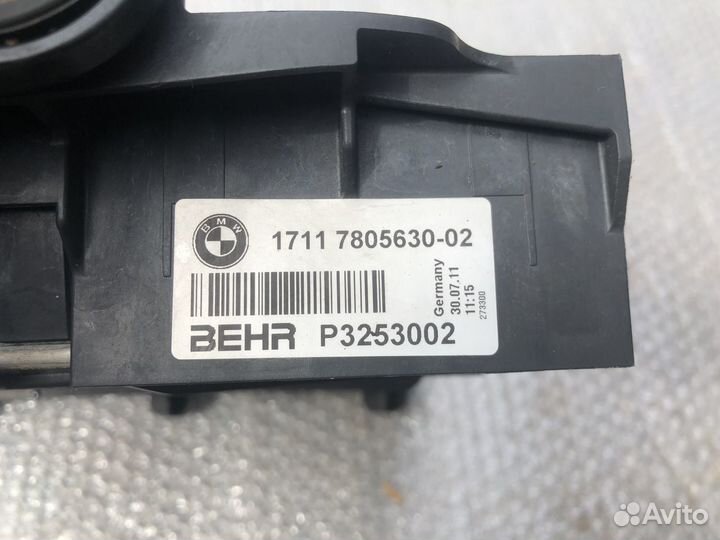 BMW
1711 7805630-02
BEHR P3253002
Germany
30.07.11
11:15
273300
Avito